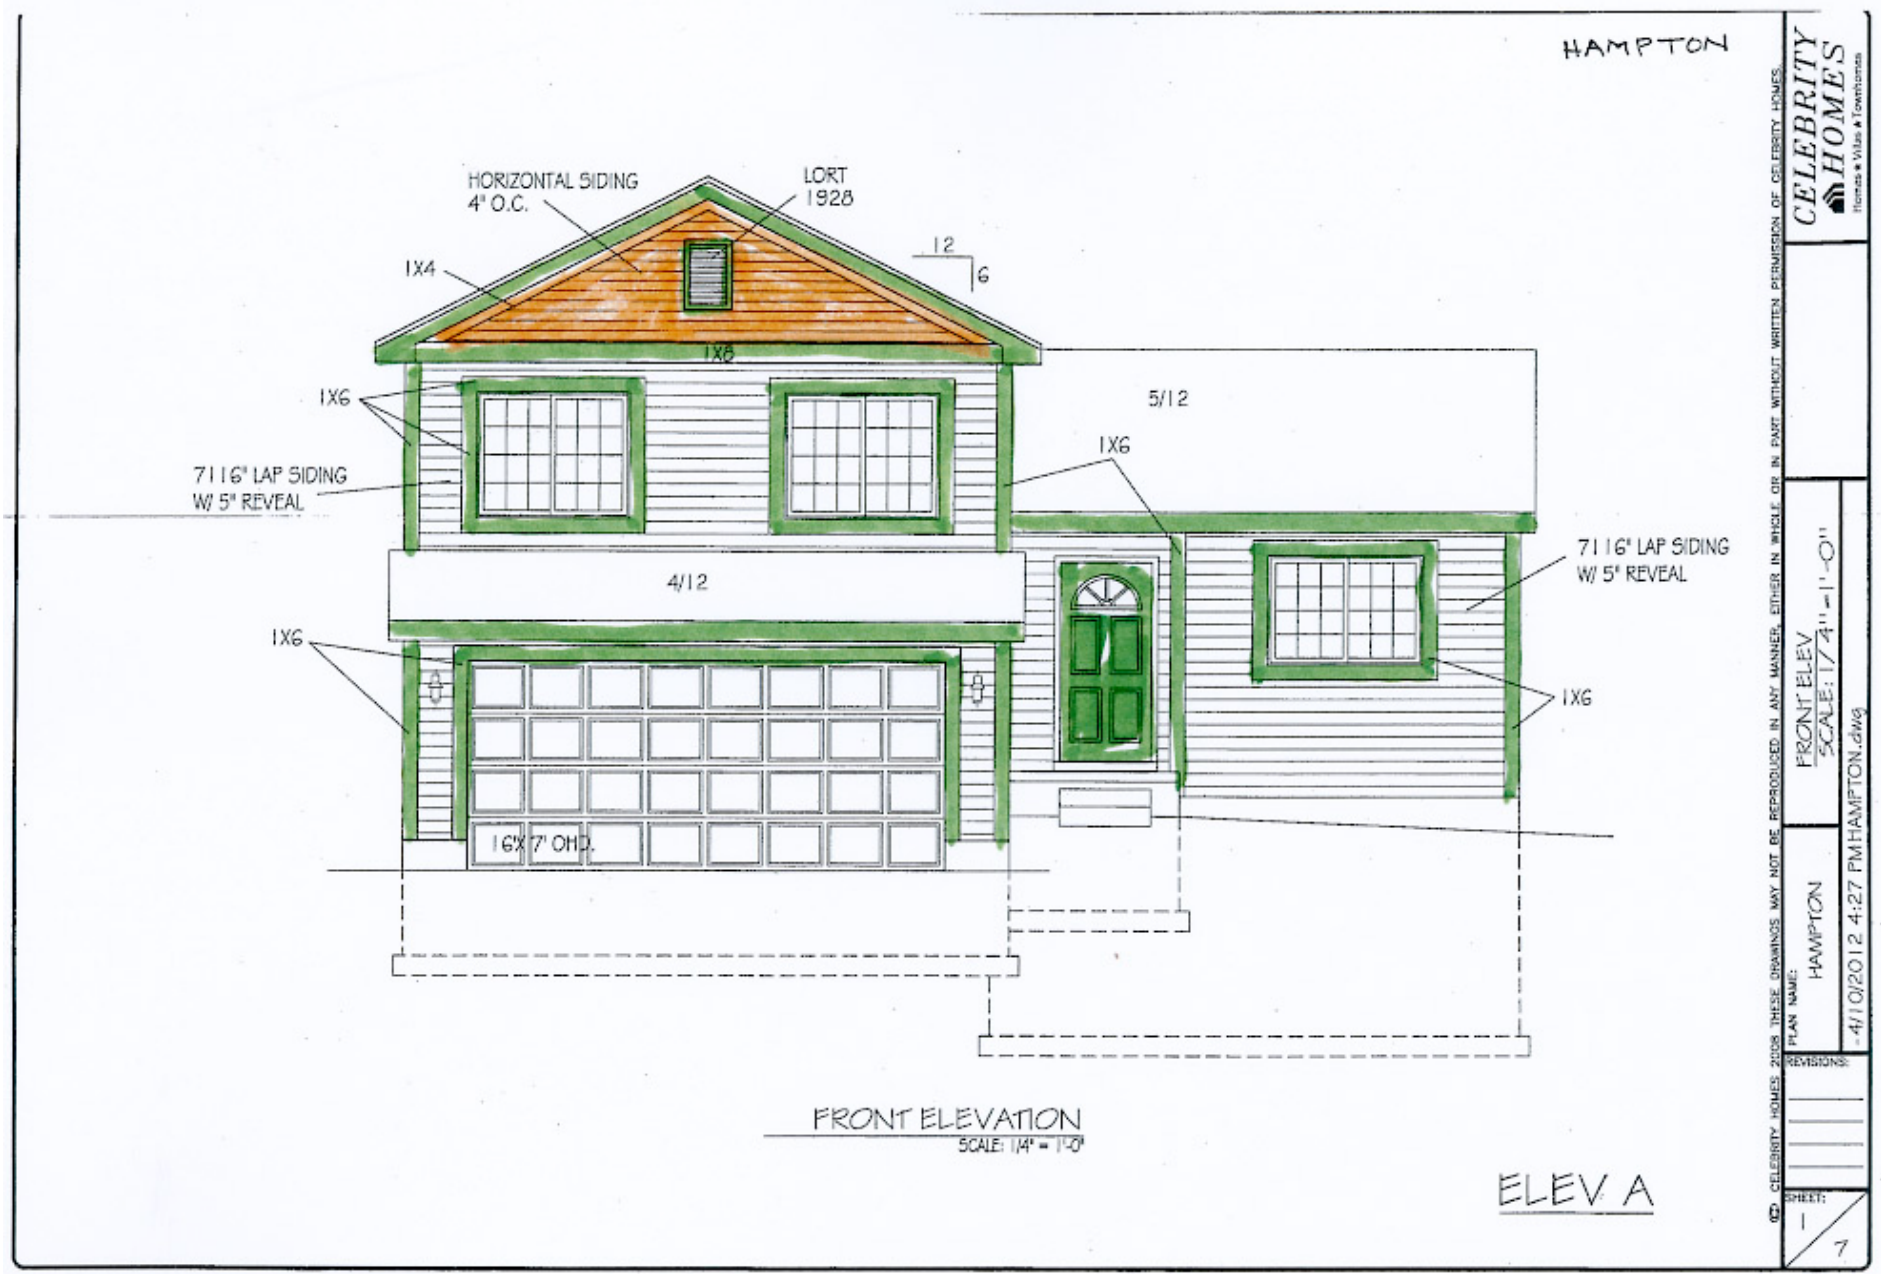 HAMPTON
HORIZONTAL SIDING
4" O.C.
LORT
1928
12
6
1X4
1X8
1X6
5/12
1X6
7116" LAP SIDING
W/ 5" REVEAL
7116" LAP SIDING
W/ 5" REVEAL
4/12
1X6
1X6
16'X 7' OHD.
FRONT ELEVATION
SCALE: 1/4" = 1'-0"
ELEV A
CELEBRITY
HOMES
Homes ★ Villas ★ Townhomes
© CELEBRITY HOMES 2008 THESE DRAWINGS MAY NOT BE REPRODUCED IN ANY MANNER, EITHER IN WHOLE OR IN PART WITHOUT WRITTEN PERMISSION OF CELEBRITY HOMES.
FRONT ELEV
SCALE: 1/4"=1'-0"
PLAN NAME:
HAMPTON
-4/10/2012 4:27 PM HAMPTON.dwg
REVISIONS:
SHEET:
1
7